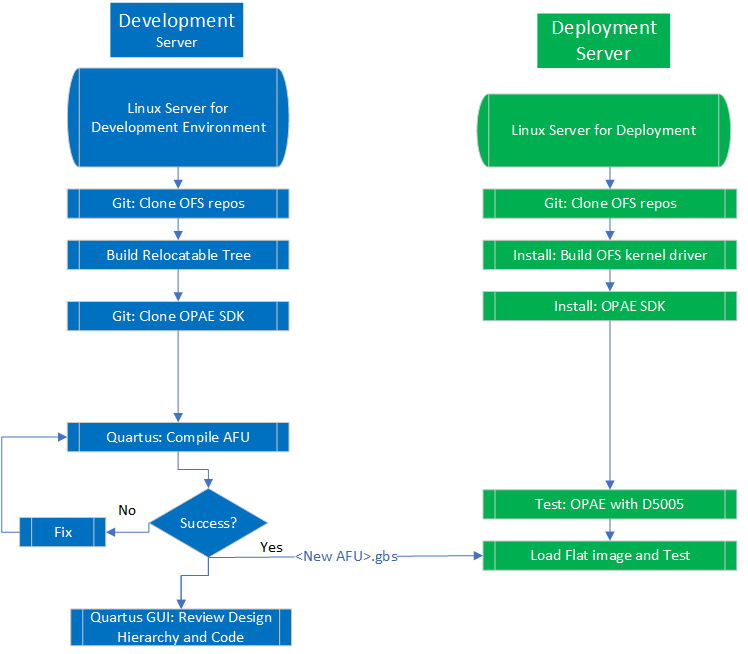 Development
Server
Linux Server for
Development Environment
Git: Clone OFS repos
Build Relocatable Tree
Git: Clone OPAE SDK
Quartus: Compile AFU
No
Success?
Fix
Yes
<New AFU>.gbs
Quartus GUI: Review Design
Hierarchy and Code
Deployment
Server
Linux Server for Deployment
Git: Clone OFS repos
Install: Build OFS kernel driver
Install: OPAE SDK
Test: OPAE with D5005
Load Flat image and Test